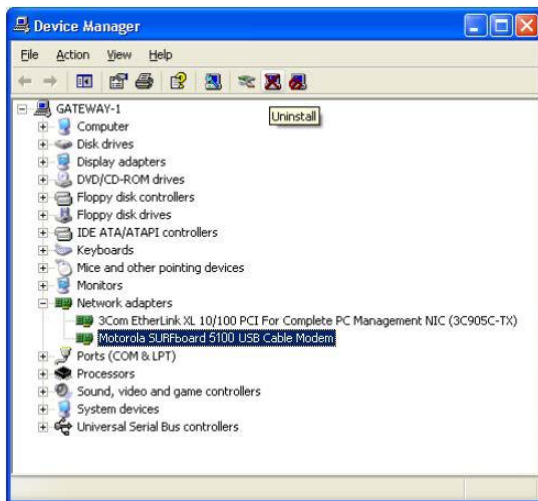 Device Manager
File Action View Help
Uninstall
GATEWAY-1
Computer
Disk drives
Display adapters
DVD/CD-ROM drives
Floppy disk controllers
Floppy disk drives
IDE ATA/ATAPI controllers
Keyboards
Mice and other pointing devices
Monitors
Network adapters
3Com EtherLink XL 10/100 PCI For Complete PC Management NIC (3C905C-TX)
Motorola SURFboard 5100 USB Cable Modem
Ports (COM & LPT)
Processors
Sound, video and game controllers
System devices
Universal Serial Bus controllers